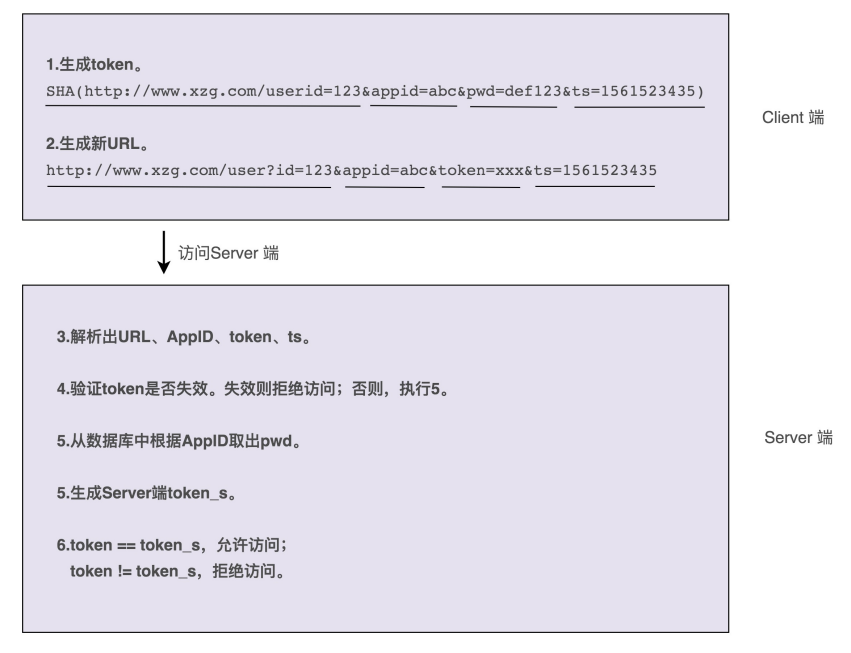 1.生成token。
SHA(http://www.xzg.com/userid=123&appid=abc&pwd=def123&ts=1561523435)
2.生成新URL。
http://www.xzg.com/user?id=123&appid=abc&token=xxx&ts=1561523435
Client 端
访问Server 端
3.解析出URL、AppID、token、ts。
4.验证token是否失效。失效则拒绝访问；否则，执行5。
5.从数据库中根据AppID取出pwd。
Server 端
5.生成Server端token_s。
6.token == token_s，允许访问；
token != token_s，拒绝访问。